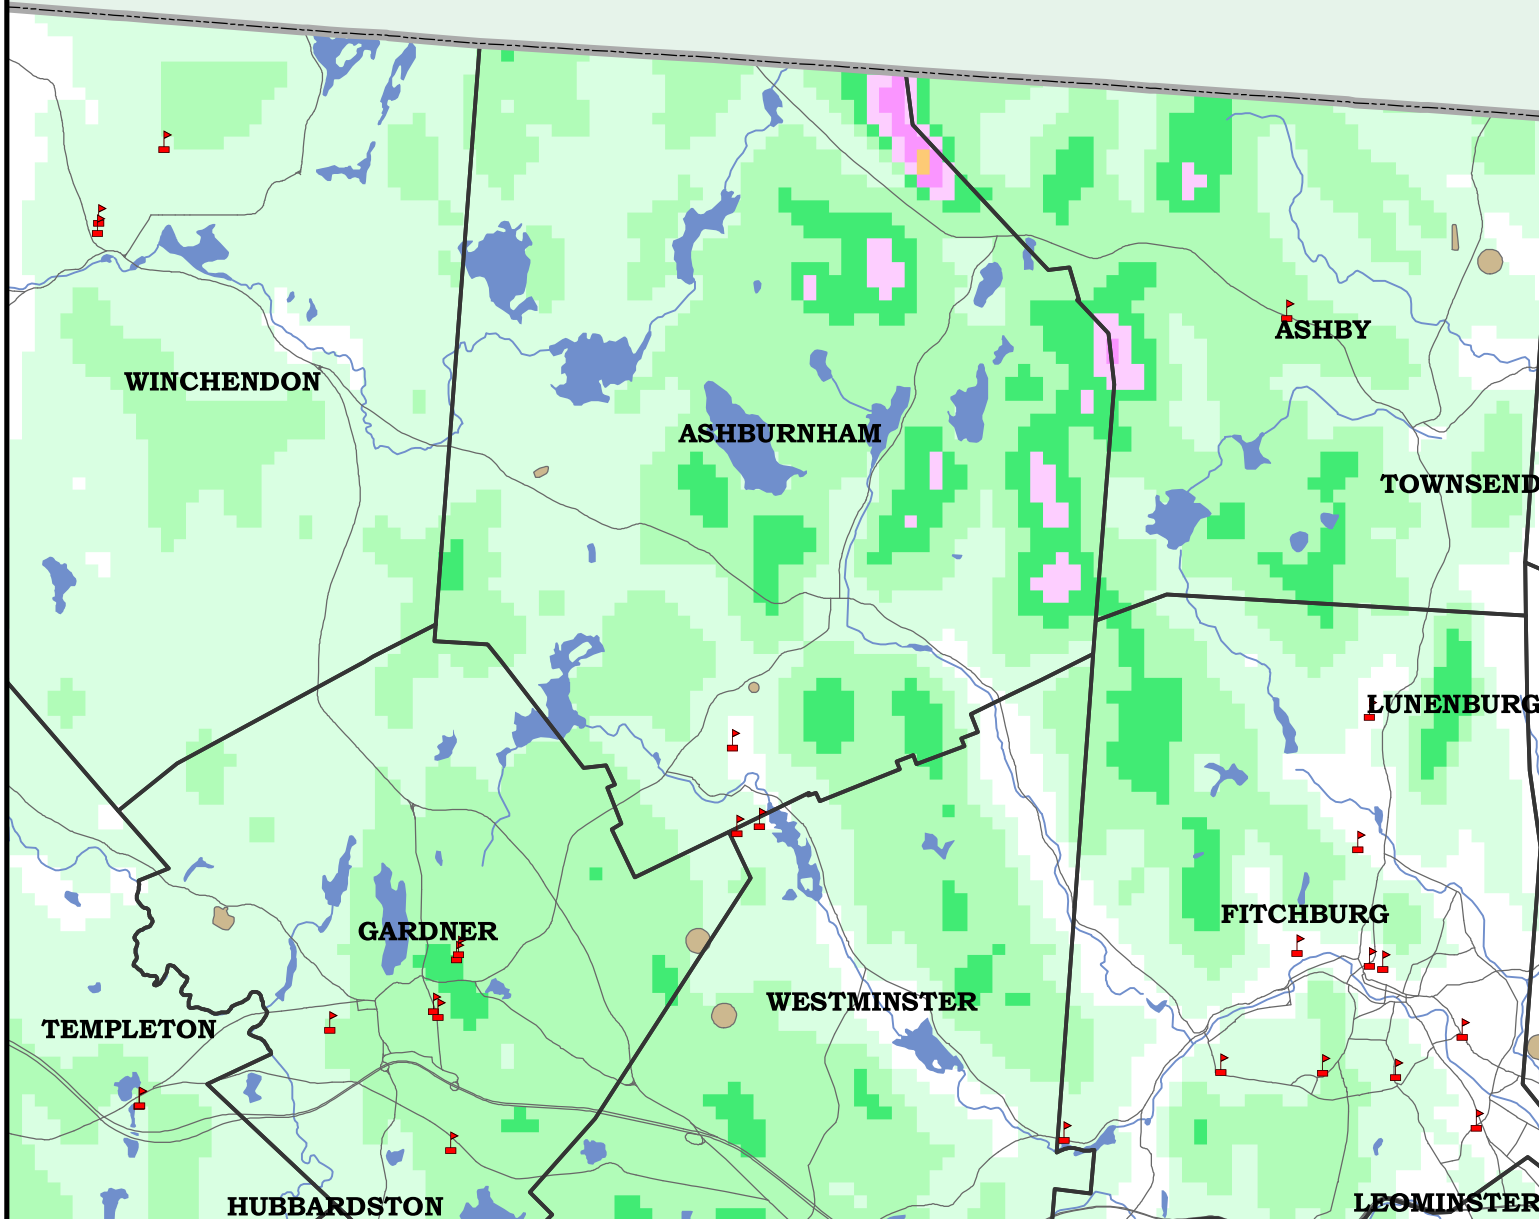 ASHBY
WINCHENDON
ASHBURNHAM
TOWNSEND
LUNENBURG
FITCHBURG
GARDNER
WESTMINSTER
TEMPLETON
LEOMINSTER
HUBBARDSTON